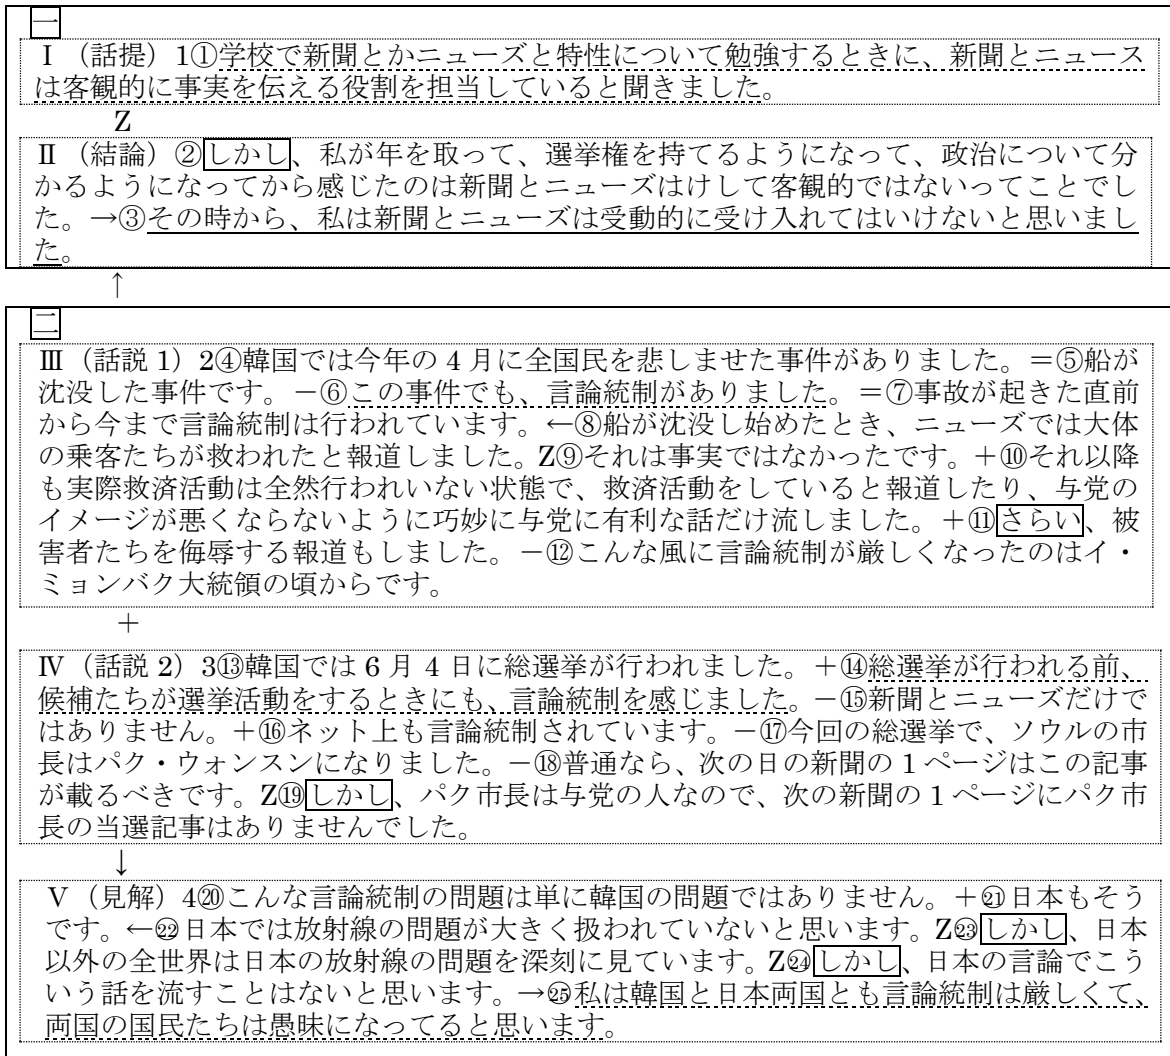 一
Ⅰ（話提）1①学校で新聞とかニューズと特性について勉強するときに、新聞とニュース
は客観的に事実を伝える役割を担当していると聞きました。
Z
Ⅱ（結論）②しかし、私が年を取って、選挙権を持てるようになって、政治について分
かるようになってから感じたのは新聞とニューズはけして客観的ではないってことでし
た。→③その時から、私は新聞とニューズは受動的に受け入れてはいけないと思いまし
た。
↑
二
Ⅲ（話説 1）2④韓国では今年の 4 月に全国民を悲しませた事件がありました。＝⑤船が
沈没した事件です。－⑥この事件でも、言論統制がありました。＝⑦事故が起きた直前
から今まで言論統制は行われています。←⑧船が沈没し始めたとき、ニューズでは大体
の乗客たちが救われたと報道しました。Z⑨それは事実ではなかったです。＋⑩それ以降
も実際救済活動は全然行われいない状態で、救済活動をしていると報道したり、与党の
イメージが悪くならないように巧妙に与党に有利な話だけ流しました。＋⑪さらい、被
害者たちを侮辱する報道もしました。－⑫こんな風に言論統制が厳しくなったのはイ・
ミョンバク大統領の頃からです。
＋
Ⅳ（話説 2）3⑬韓国では 6 月 4 日に総選挙が行われました。＋⑭総選挙が行われる前、
候補たちが選挙活動をするときにも、言論統制を感じました。－⑮新聞とニューズだけで
はありません。＋⑯ネット上も言論統制されています。－⑰今回の総選挙で、ソウルの市
長はパク・ウォンスンになりました。－⑱普通なら、次の日の新聞の 1 ページはこの記事
が載るべきです。Z⑲しかし、パク市長は与党の人なので、次の新聞の 1 ページにパク市
長の当選記事はありませんでした。
↓
Ⅴ（見解）4⑳こんな言論統制の問題は単に韓国の問題ではありません。＋㉑日本もそう
です。←㉒日本では放射線の問題が大きく扱われていないと思います。Z㉓しかし、日本
以外の全世界は日本の放射線の問題を深刻に見ています。Z㉔しかし、日本の言論でこう
いう話を流すことはないと思います。→㉕私は韓国と日本両国とも言論統制は厳しくて、
両国の国民たちは愚昧になってると思います。